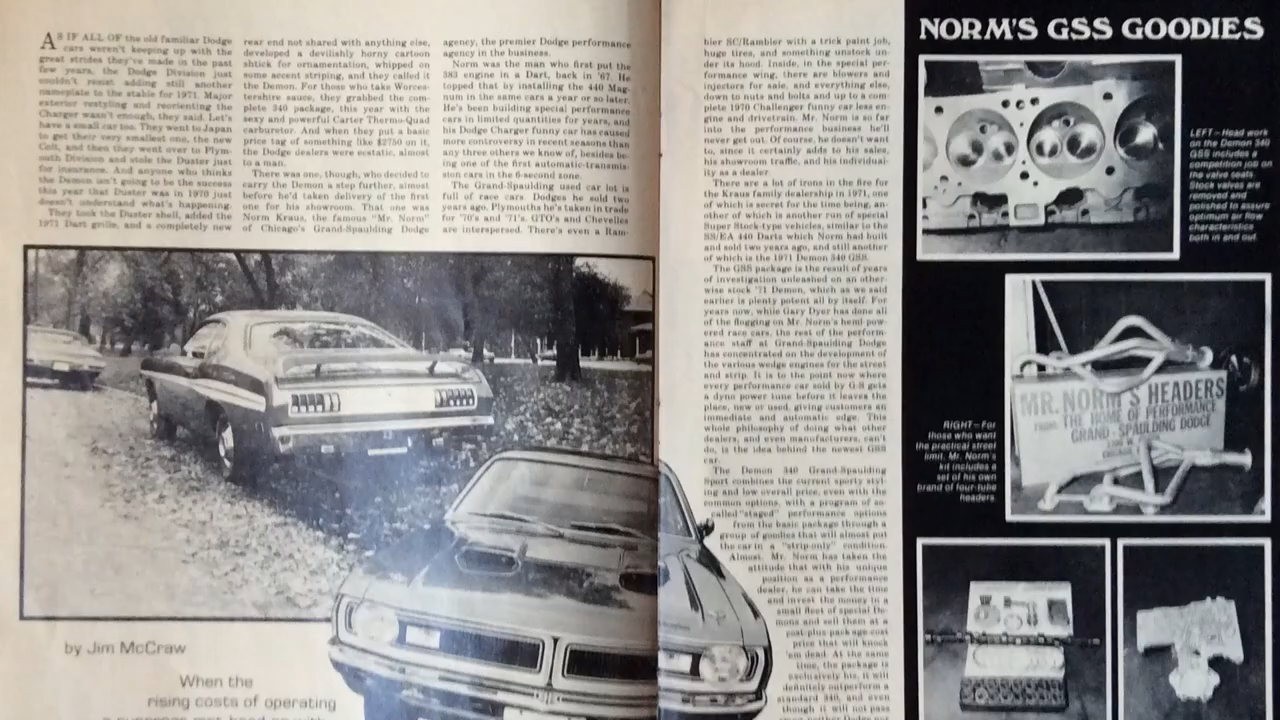 AS IF ALL OF the old familiar Dodge
cars weren't keeping up with the
great strides they've made in the past
few years, the Dodge Division just
couldn't resist adding still another
nameplate to the stable for 1971. Major
exterior restyling and reorienting the
Charger wasn't enough, they said. Let's
have a small car too. They went to Japan
to get their very smallest one, the new
Colt, and then they went over to Plym-
outh Division and stole the Duster just
for insurance. And anyone who thinks
the Demon isn't going to be the success
this year that Duster was in 1970 just
doesn't understand what's happening.
They took the Duster shell, added the
1971 Dart grille, and a completely new
rear end not shared with anything else,
developed a devilishly horny cartoon
shtick for ornamentation, whipped on
some accent striping, and they called it
the Demon. For those who take Worces-
tershire sauce, they grabbed the com-
plete 340 package, this year with the
sexy and powerful Carter Thermo-Quad
carburetor. And when they put a basic
price tag of something like $2750 on it,
the Dodge dealers were ecstatic, almost
to a man.
There was one, though, who decided to
carry the Demon a step further, almost
before he'd taken delivery of the first
one for his showroom. That one was
Norm Kraus, the famous "Mr. Norm"
of Chicago's Grand-Spaulding Dodge
agency, the premier Dodge performance
agency in the business.
Norm was the man who first put the
383 engine in a Dart, back in '67. He
topped that by installing the 440 Mag-
num in the same cars a year or so later.
He's been building special performance
cars in limited quantities for years, and
his Dodge Charger funny car has caused
more controversy in recent seasons than
any three others we know of, besides be-
ing one of the first automatic-transmis-
sion cars in the 6-second zone.
The Grand-Spaulding used car lot is
full of race cars. Dodges he sold two
years ago, Plymouths he's taken in trade
for '70's and '71's. GTO's and Chevelles
are interspersed. There's even a Ram-
bler SC/Rambler with a trick paint job,
huge tires, and something unstock un-
der its hood. Inside, in the special per-
formance wing, there are blowers and
injectors for sale, and everything else,
down to nuts and bolts and up to a com-
plete 1970 Challenger funny car less en-
gine and drivetrain. Mr. Norm is so far
into the performance business he'll
never get out. Of course, he doesn't want
to, since it certainly adds to his sales,
his showroom traffic, and his individual-
ity as a dealer.
There are a lot of irons in the fire for
the Kraus family dealership in 1971, one
of which is secret for the time being, an-
other of which is another run of special
Super Stock-type vehicles, similar to the
SS/EA 440 Darts which Norm had built
and sold two years ago, and still another
of which is the 1971 Demon 340 GSS.
The GSS package is the result of years
of investigation unleashed on an other-
wise stock '71 Demon, which as we said
earlier is plenty potent all by itself. For
years now, while Gary Dyer has done all
of the flogging on Mr. Norm's hemi-pow-
ered race cars, the rest of the perform-
ance staff at Grand-Spaulding Dodge
has concentrated on the development of
the various wedge engines for the street
and strip. It is to the point now where
every performance car sold by G-S gets
a dyno power tune before it leaves the
place, new or used, giving customers an
immediate and automatic edge. This
whole philosophy of doing what other
dealers, and even manufacturers, can't
do, is the idea behind the newest GSS
car.
The Demon 340 Grand-Spaulding
Sport combines the current sporty styl-
ing and low overall price, even with the
common options, with a program of so-
called "staged" performance options
from the basic package through a
group of goodies that will almost put
the car in a "strip-only" condition.
Almost. Mr. Norm has taken the
attitude that with his unique
position as a performance
dealer, he can take the time
and invest the money in a
small fleet of special De-
mons and sell them at a
cost-plus package cost
price that will knock
'em dead. At the same
time, the package is
exclusively his, it will
definitely outperform a
standard 340, and even
though it will not pass
by Jim McCraw
When the
rising costs of operating
NORM'S GSS GOODIES
LEFT—Head work
on the Demon 340
GSS includes a
competition job on
the valve seats.
Stock valves are
removed and
polished to assure
optimum air flow
characteristics
both in and out.
RIGHT—For
those who want
the practical street
limit, Mr. Norm's
kit includes a
set of his own
brand of four-tube
headers.
MR. NORM'S HEADERS
FROM THE HOME OF PERFORMANCE
GRAND-SPAULDING DODGE